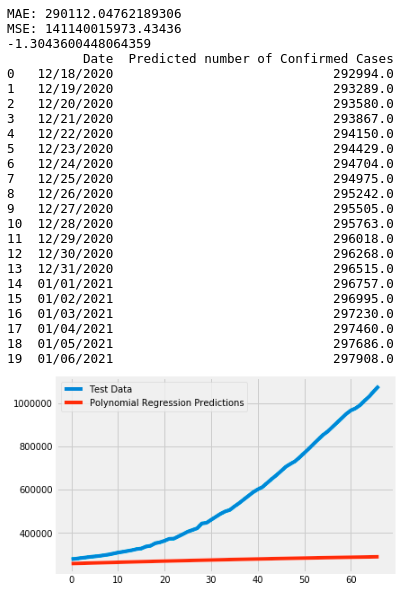 MAE: 290112.04762189306
MSE: 141140015973.43436
-1.3043600448064359
Date  Predicted number of Confirmed Cases
0   12/18/2020                             292994.0
1   12/19/2020                             293289.0
2   12/20/2020                             293580.0
3   12/21/2020                             293867.0
4   12/22/2020                             294150.0
5   12/23/2020                             294429.0
6   12/24/2020                             294704.0
7   12/25/2020                             294975.0
8   12/26/2020                             295242.0
9   12/27/2020                             295505.0
10  12/28/2020                             295763.0
11  12/29/2020                             296018.0
12  12/30/2020                             296268.0
13  12/31/2020                             296515.0
14  01/01/2021                             296757.0
15  01/02/2021                             296995.0
16  01/03/2021                             297230.0
17  01/04/2021                             297460.0
18  01/05/2021                             297686.0
19  01/06/2021                             297908.0
Test Data
Polynomial Regression Predictions
1000000
800000
600000
400000
0 10 20 30 40 50 60